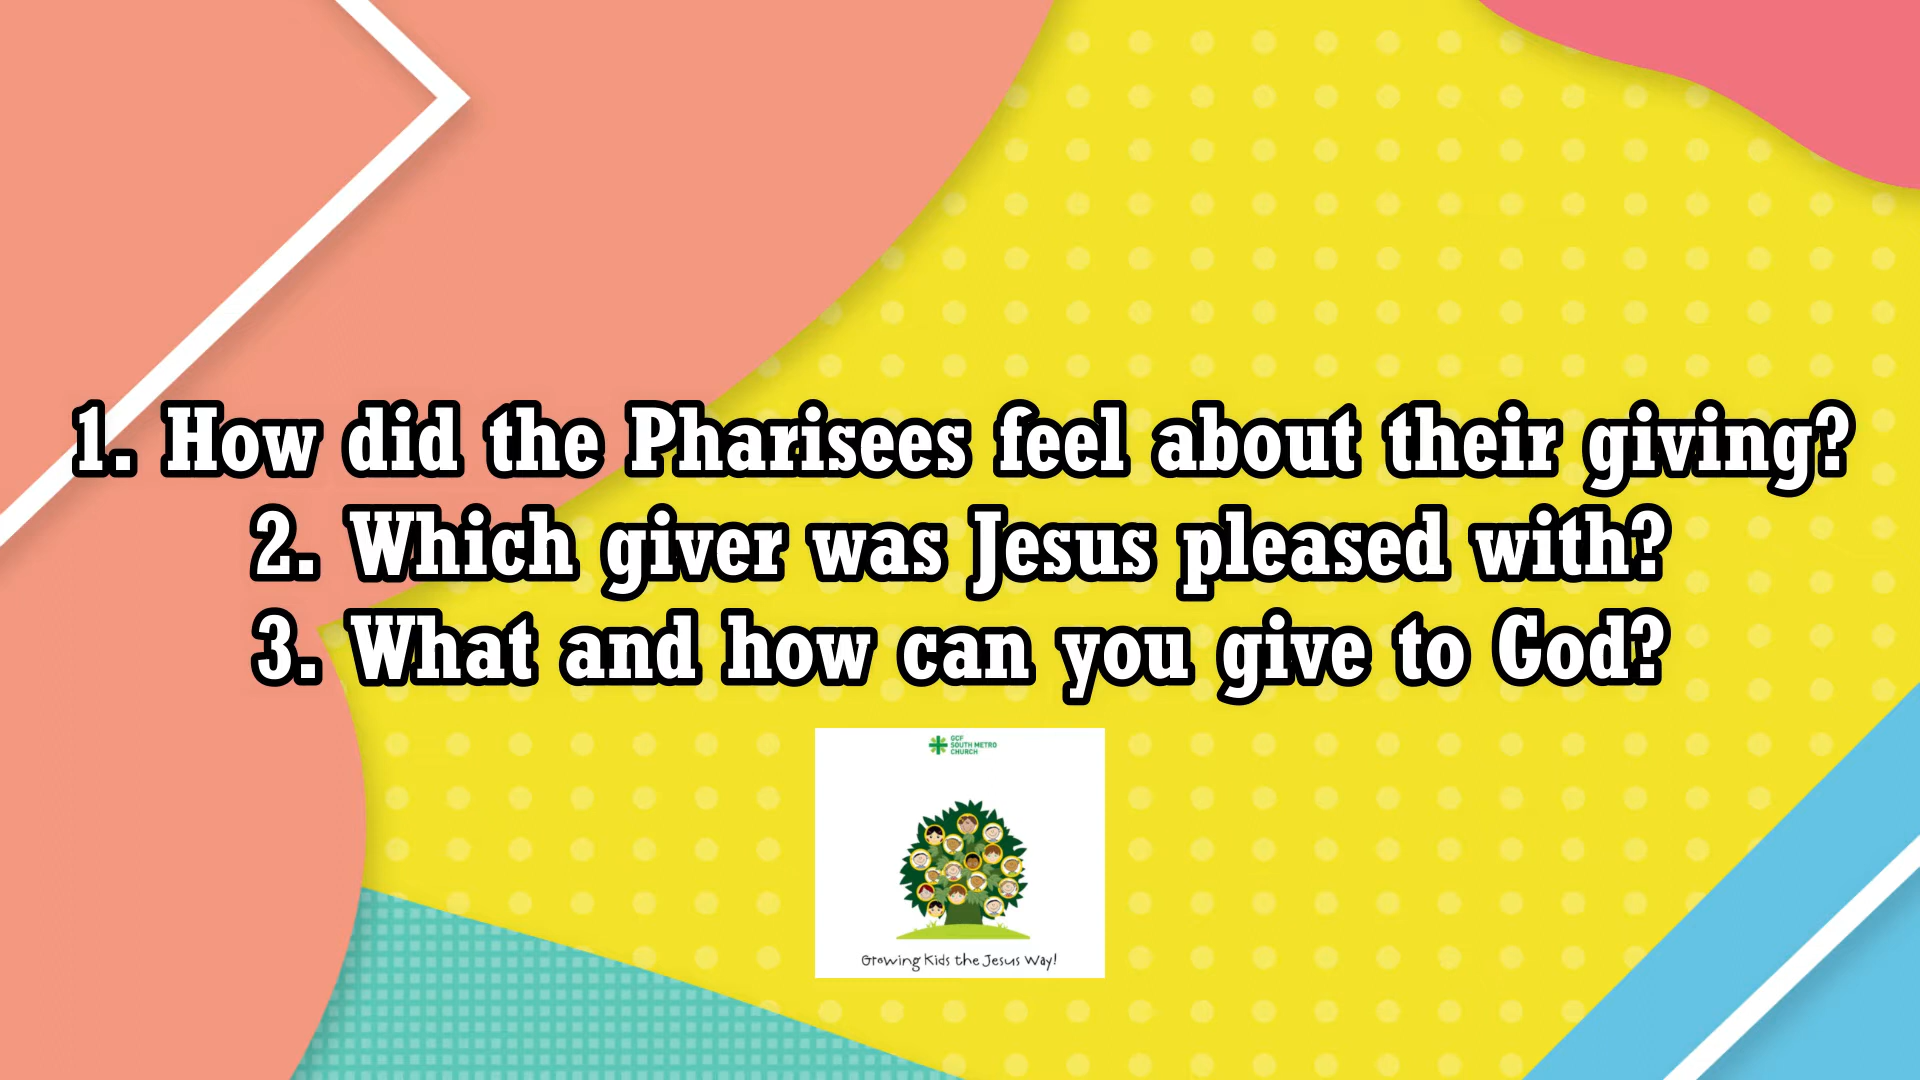 1. How did the Pharisees feel about their giving?
2. Which giver was Jesus pleased with?
3. What and how can you give to God?
GCF
SOUTH METRO
CHURCH
Growing Kids the Jesus Way!